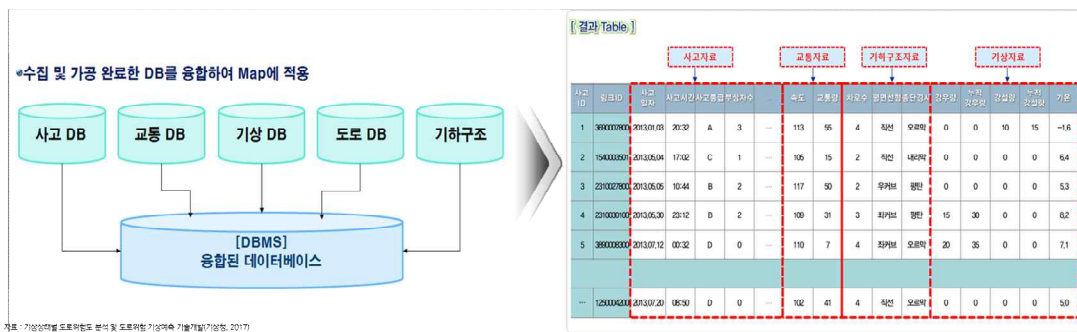 수집 및 가공 완료한 DB를 융합하여 Map에 적용
사고 DB 교통 DB 기상 DB 도로 DB 기하구조
[DBMS]
융합된 데이터베이스
자료 : 기상상태별 도로위험도 분석 및 도로위험 기상예측 기술개발(기상청, 2017)
[ 결과 Table ]
사고자료 교통자료 기하구조자료 기상자료
사고 ID 링크ID 사고 일자 사고시간 사고등급 부상자수 ... 속도 교통량 차로수 평면선형 종단경사 강우량 누적 강우량 강설량 누적 강설량 기온
1 3690007800 2013.01.03 20:32 A 3 ... 113 55 4 직선 오르막 0 0 10 15 -1.6
2 1540003501 2013.05.04 17:02 C 1 ... 105 15 2 직선 내리막 0 0 0 0 6.4
3 2310027800 2013.05.05 10:44 B 2 ... 117 50 2 우커브 평탄 0 0 0 0 5.3
4 2310030100 2013.05.30 23:12 B 2 ... 109 31 3 좌커브 평탄 15 30 0 0 8.2
5 3890008300 2013.07.12 00:32 D 0 ... 110 7 4 좌커브 오르막 20 35 0 0 7.1
... 1250004200 2013.07.20 08:50 D 0 ... 102 41 4 직선 오르막 0 0 0 0 5.0